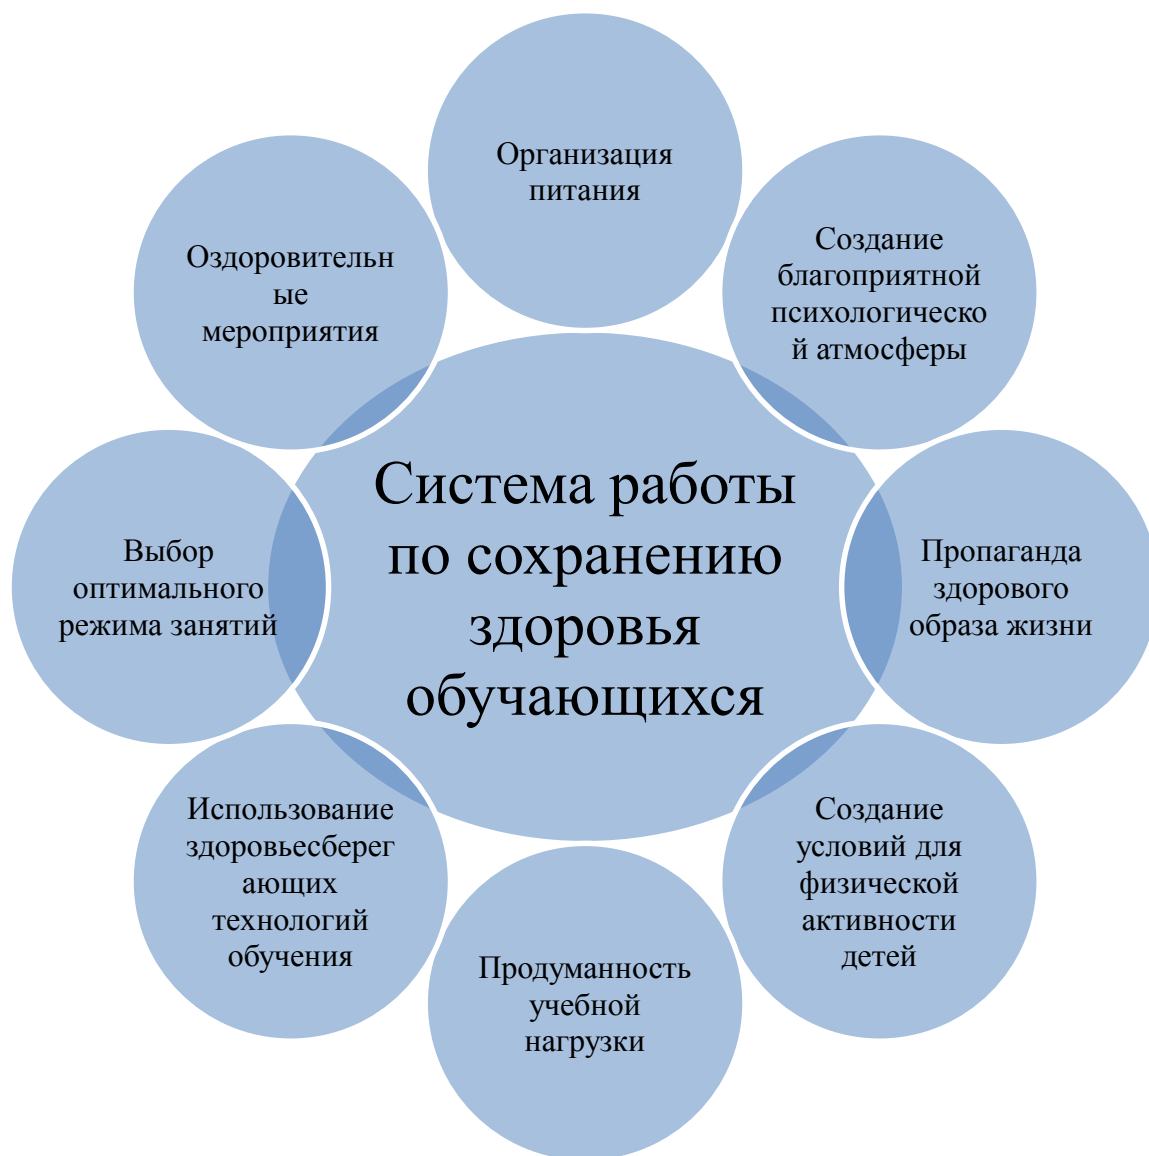 Организация
питания
Создание
благоприятной
психологическо
й атмосферы
Пропаганда
здорового
образа жизни
Создание
условий для
физической
активности
детей
Продуманность
учебной
нагрузки
Использование
здоровьесберег
ающих
технологий
обучения
Выбор
оптимального
режима занятий
Оздоровительн
ые
мероприятия
Система работы
по сохранению
здоровья
обучающихся